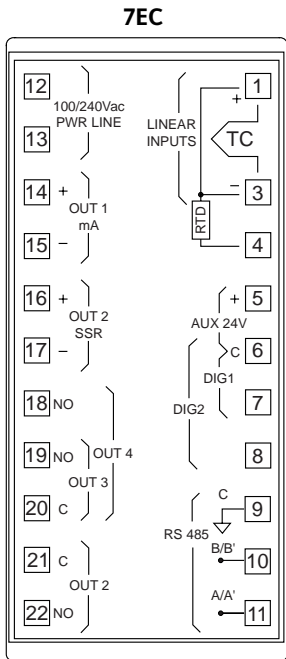 7EC
12
100/240Vac
PWR LINE
13
14 +
OUT 1
mA
15 –
16 +
OUT 2
SSR
17 –
18 NO
19 NO
OUT 4
OUT 3
20 C
21 C
OUT 2
22 NO
1
+
LINEAR
INPUTS
TC
– 3
RTD
4
+ 5
AUX 24V
C 6
DIG1
7
DIG2
8
C
9
RS 485
B/B'
10
A/A'
11